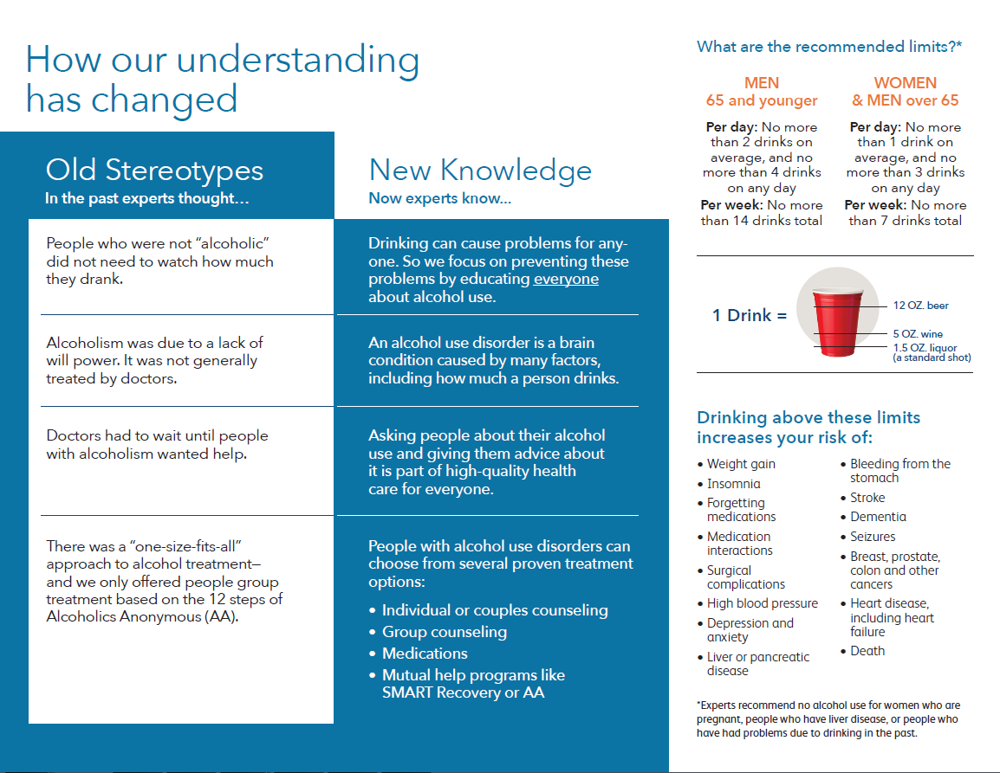 How our understanding
has changed
Old Stereotypes
In the past experts thought…
New Knowledge
Now experts know...
People who were not “alcoholic”
did not need to watch how much
they drank.
Drinking can cause problems for any-
one. So we focus on preventing these
problems by educating everyone
about alcohol use.
Alcoholism was due to a lack of
will power. It was not generally
treated by doctors.
An alcohol use disorder is a brain
condition caused by many factors,
including how much a person drinks.
Doctors had to wait until people
with alcoholism wanted help.
Asking people about their alcohol
use and giving them advice about
it is part of high-quality health
care for everyone.
There was a “one-size-fits-all”
approach to alcohol treatment—
and we only offered people group
treatment based on the 12 steps of
Alcoholics Anonymous (AA).
People with alcohol use disorders can
choose from several proven treatment
options:
• Individual or couples counseling
• Group counseling
• Medications
• Mutual help programs like
SMART Recovery or AA
What are the recommended limits?*
MEN
65 and younger
Per day: No more
than 2 drinks on
average, and no
more than 4 drinks
on any day
Per week: No more
than 14 drinks total
WOMEN
& MEN over 65
Per day: No more
than 1 drink on
average, and no
more than 3 drinks
on any day
Per week: No more
than 7 drinks total
1 Drink =
12 OZ. beer
5 OZ. wine
1.5 OZ. liquor
(a standard shot)
Drinking above these limits
increases your risk of:
• Weight gain
• Insomnia
• Forgetting
medications
• Medication
interactions
• Surgical
complications
• High blood pressure
• Depression and
anxiety
• Liver or pancreatic
disease
• Bleeding from the
stomach
• Stroke
• Dementia
• Seizures
• Breast, prostate,
colon and other
cancers
• Heart disease,
including heart
failure
• Death
*Experts recommend no alcohol use for women who are
pregnant, people who have liver disease, or people who
have had problems due to drinking in the past.